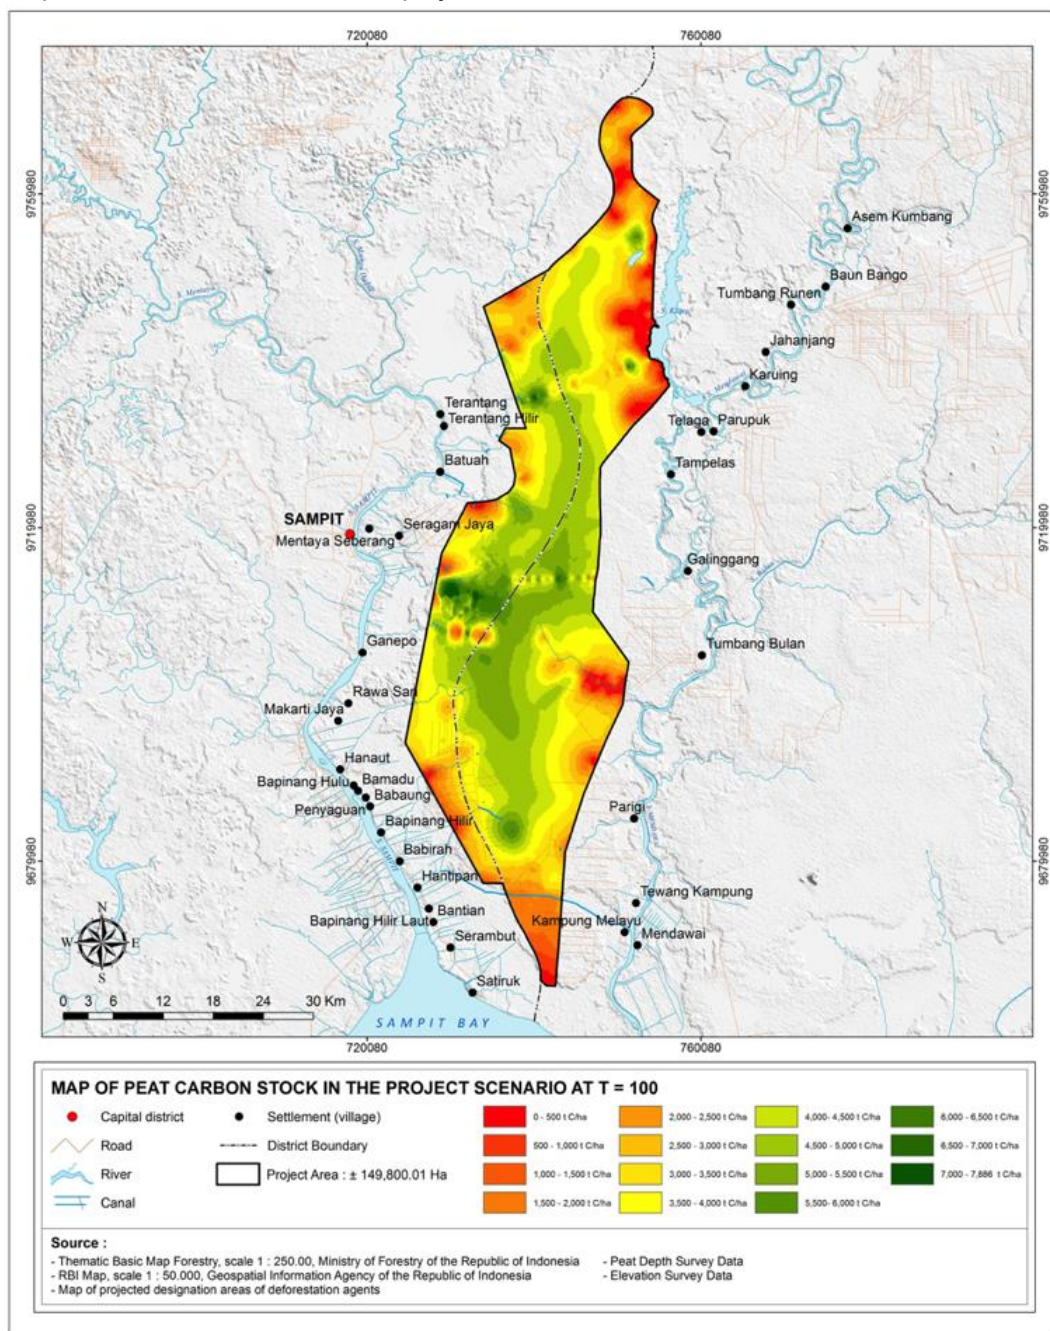 720080 760080
9759980 9759980
Asem Kumbang
Baun Bango
Tumbang Runen
S. Mentaya
Jahanjang
Karuing
Terantang
Terantang Hilir
Telaga Parupuk
Batuah
Tampelas
SAMPIT
Seragam Jaya
Mentaya Seberang
9719980 9719980
Galinggang
Ganepo
Tumbang Bulan
Rawa Sari
Makarti Jaya
Hanaut
Bapinang Hulu Bamadu
Babaung
Penyaguan
Parigi
Bapinang Hilir
Babirah
9679980 9679980
Hantipan
Tewang Kampung
Bantian
Bapinang Hilir Laut
Kampung Melayu
Mendawai
Serambut
N
W E
S
Satiruk
0 3 6 12 18 24 30 Km
SAMPIT BAY
720080 760080
MAP OF PEAT CARBON STOCK IN THE PROJECT SCENARIO AT T = 100
Capital district
Road
River
Canal
Settlement (village)
District Boundary
Project Area : ± 149,800.01 Ha
0 - 500 t C/ha
500 - 1,000 t C/ha
1,000 - 1,500 t C/ha
1,500 - 2,000 t C/ha
2,000 - 2,500 t C/ha
2,500 - 3,000 t C/ha
3,000 - 3,500 t C/ha
3,500 - 4,000 t C/ha
4,000- 4,500 t C/ha
4,500 - 5,000 t C/ha
5,000 - 5,500 t C/ha
5,500- 6,000 t C/ha
6,000 - 6,500 t C/ha
6,500 - 7,000 t C/ha
7,000 - 7,886 t C/ha
Source :
- Thematic Basic Map Forestry, scale 1 : 250.00, Ministry of Forestry of the Republic of Indonesia
- RBI Map, scale 1 : 50.000, Geospatial Information Agency of the Republic of Indonesia
- Map of projected designation areas of deforestation agents
- Peat Depth Survey Data
- Elevation Survey Data